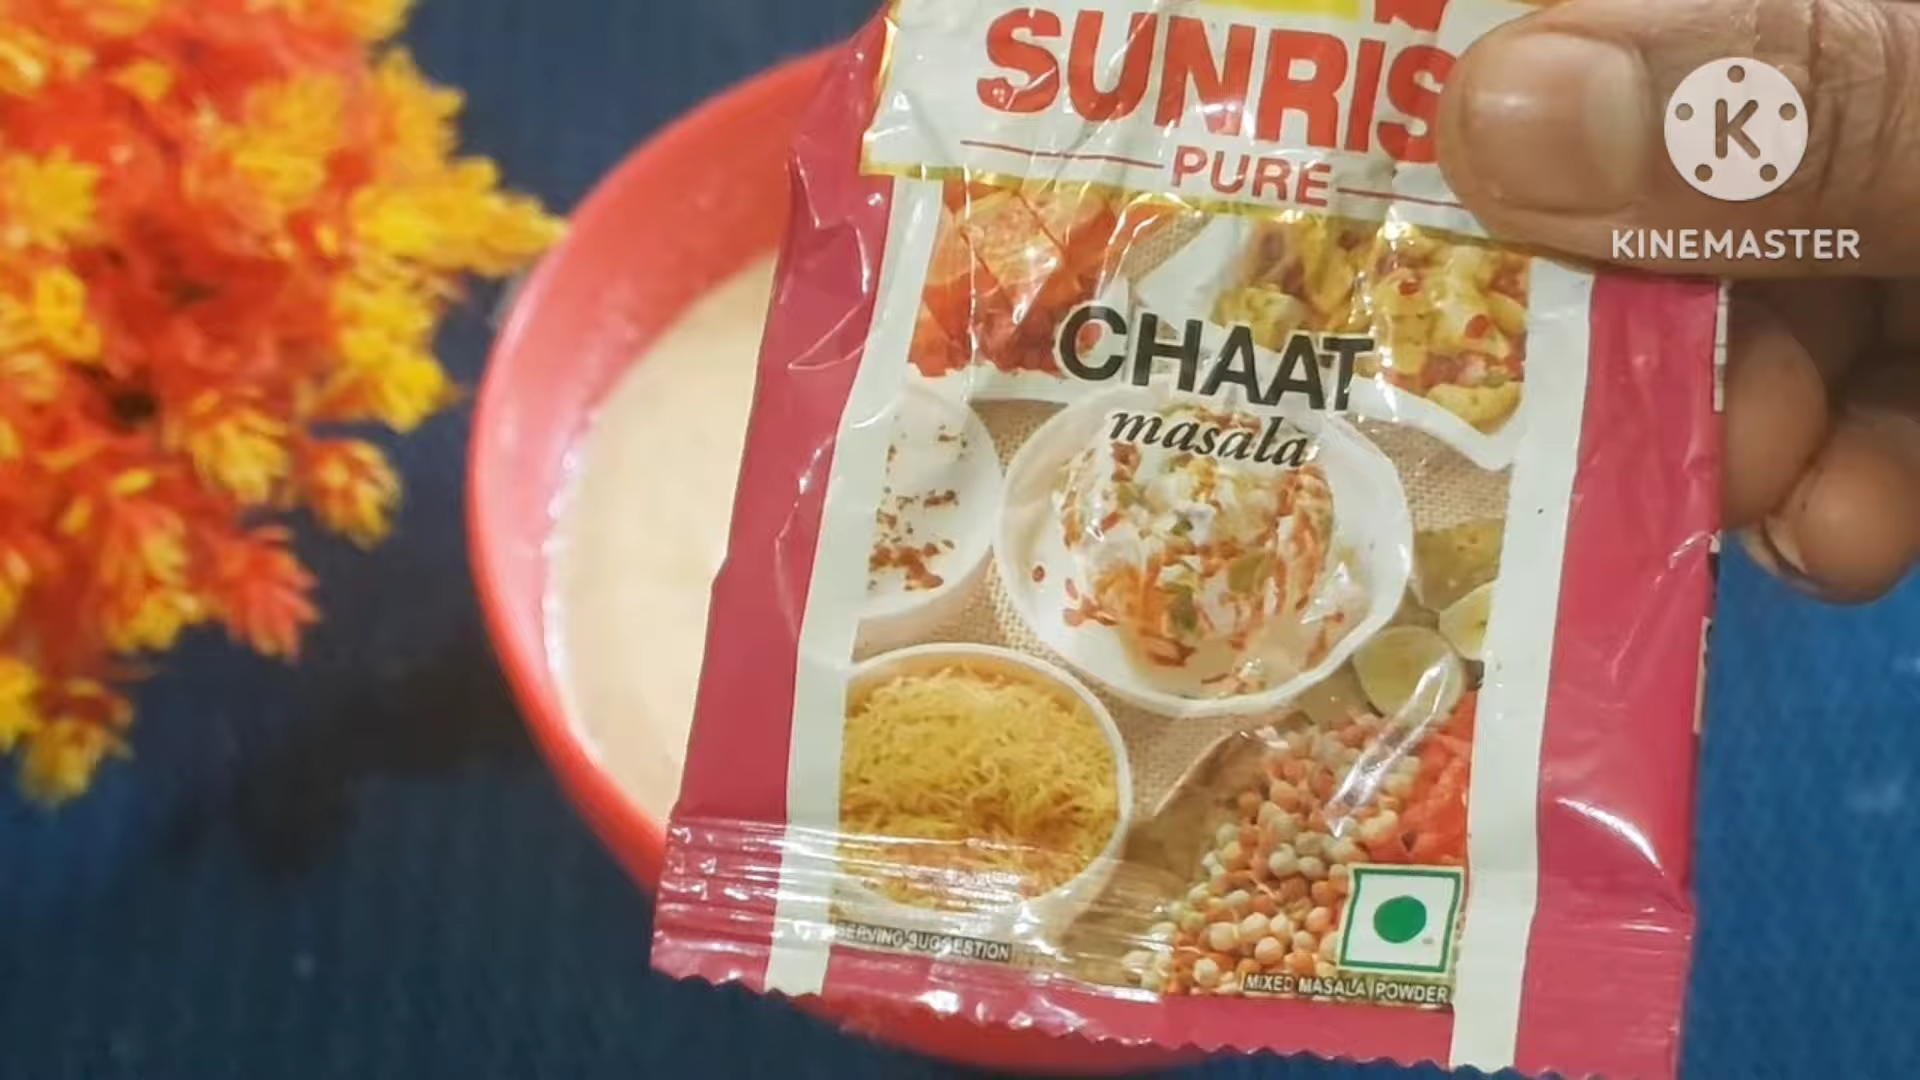 SUNRIS
PURE
KINEMASTER
CHAAT
masala
SERVING SUGGESTION
MIXED MASALA POWDER